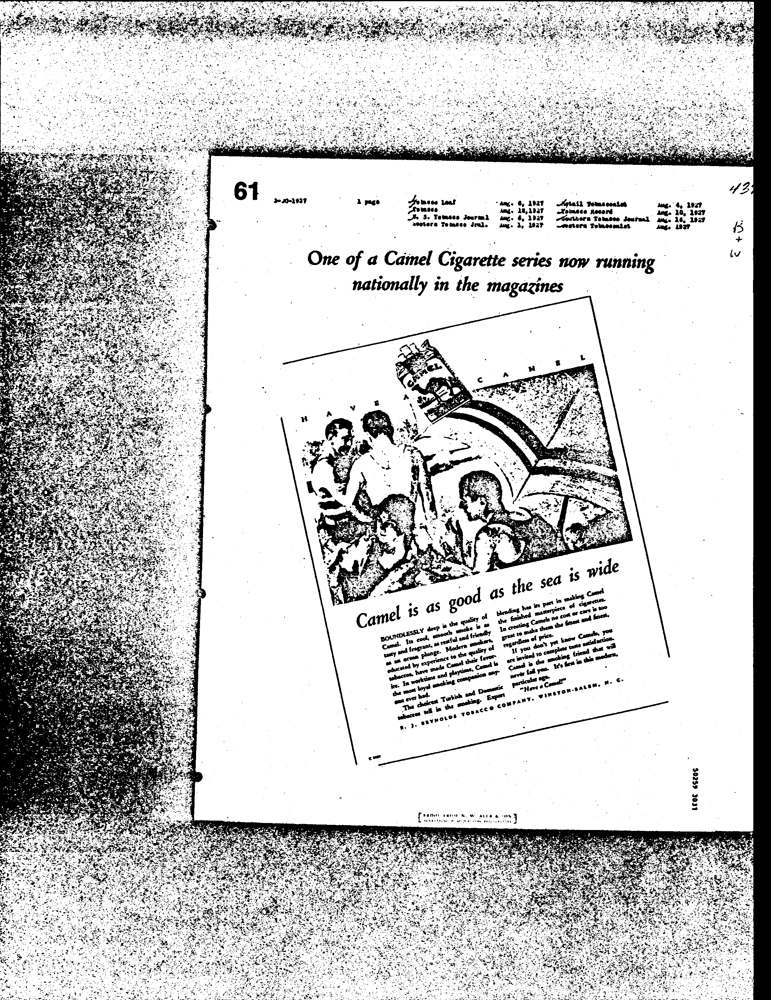 61
1 page
Tobacco Leaf Aug. 6, 1927
Tobacco Aug. 18, 1927
U. S. Tobacco Journal Aug. 6, 1927
Western Tobacco Jrnl. Aug. 1, 1927
Retail Tobacconist Aug. 4, 1927
Tobacco Record Aug. 10, 1927
Southern Tobacco Journal Aug. 16, 1927
Western Tobacconist Aug. 1927
B
+
W
One of a Camel Cigarette series now running
nationally in the magazines
HAVE A CAMEL
CAMEL
Camel is as good as the sea is wide
BOUNDLESSLY deep is the quality of
Camel. Its cool, smooth smoke is as
tasty and fragrant, as restful and friendly
as an ocean plunge. Modern smokers,
educated by experience to the quality of
tobaccos, have made Camel their favor-
ite. In worktime and playtime, Camel is
the most loyal smoking companion any-
one ever had.
The choicest Turkish and Domestic
tobaccos tell in the smoking. Expert
blending has its part in making Camel
the finished masterpiece of cigarettes.
In creating Camels no cost or care is too
great to make them the finest and finest,
regardless of price.
If you don't yet know Camels, you
are invited to complete taste satisfaction.
Camel is the smoking friend that will
never fail you. It's first in this modern,
particular age.
"Have a Camel!"
R. J. REYNOLDS TOBACCO COMPANY, WINSTON-SALEM, N. C.
© 1927
50259 3021